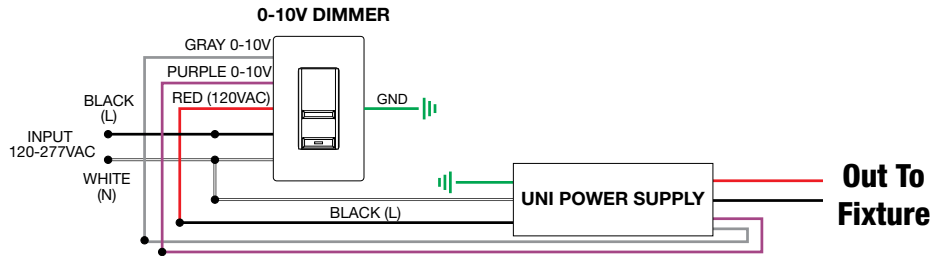 0-10V DIMMER
GRAY 0-10V
PURPLE 0-10V
RED (120VAC)
GND
BLACK
(L)
INPUT
120-277VAC
WHITE
(N)
BLACK (L)
UNI POWER SUPPLY
Out To
Fixture